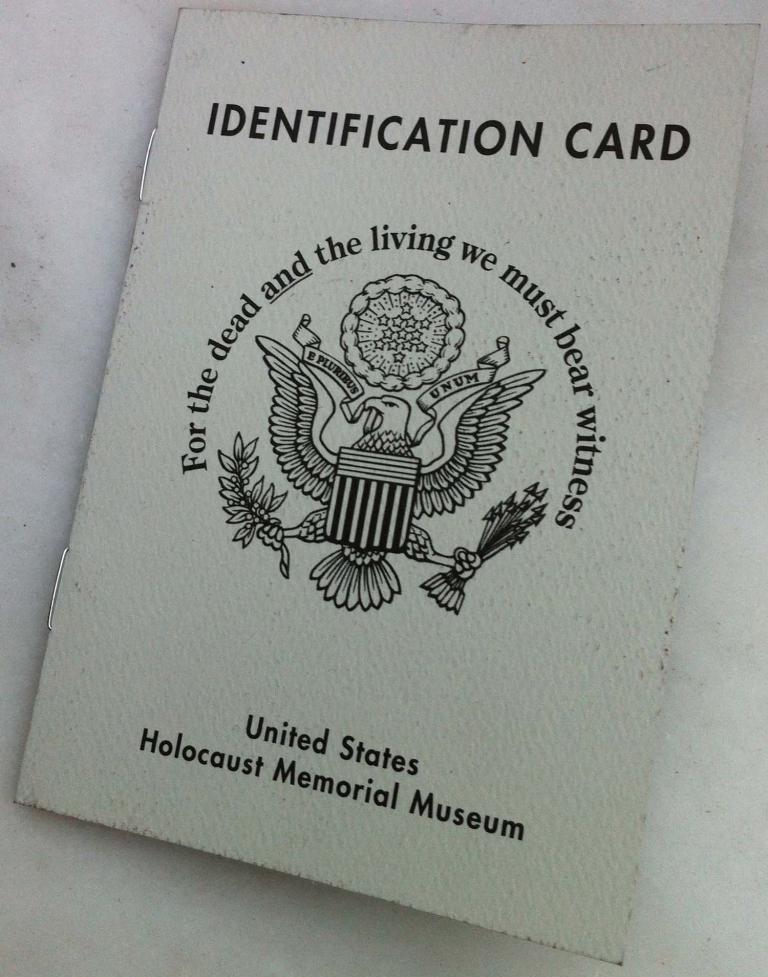 IDENTIFICATION CARD
For the dead and the living we must bear witness
E PLURIBUS UNUM
United States
Holocaust Memorial Museum